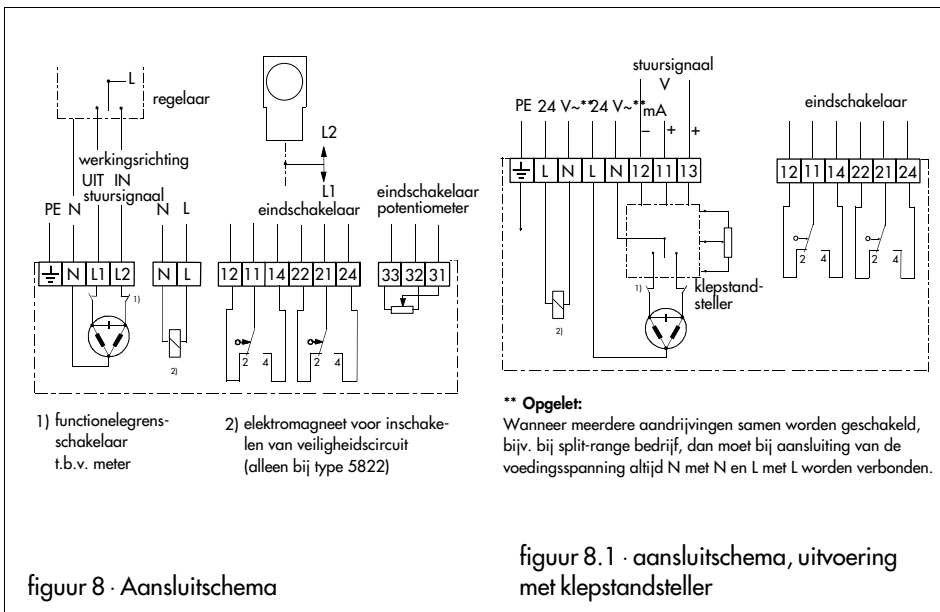 L
regelaar
werkingsrichting
UIT IN
stuursignaal
PE N N L
N L1 L2
N L
1)
2)
L2
L1
eindschakelaar
12 11 14 22 21 24
2 4 2 4
eindschakelaar
potentiometer
33 32 31
1) functionelegrens-
schakelaar
t.b.v. meter
2) elektromagneet voor inschake-
len van veiligheidscircuit
(alleen bij type 5822)
figuur 8 · Aansluitschema
stuursignaal
V
PE 24 V~** 24 V~** mA
− + +
L N L N 12 11 13
klepstand-
steller
1)
2)
eindschakelaar
12 11 14 22 21 24
2 4 2 4
** Opgelet:
Wanneer meerdere aandrijvingen samen worden geschakeld,
bijv. bij split-range bedrijf, dan moet bij aansluiting van de
voedingsspanning altijd N met N en L met L worden verbonden.
figuur 8.1 · aansluitschema, uitvoering
met klepstandsteller